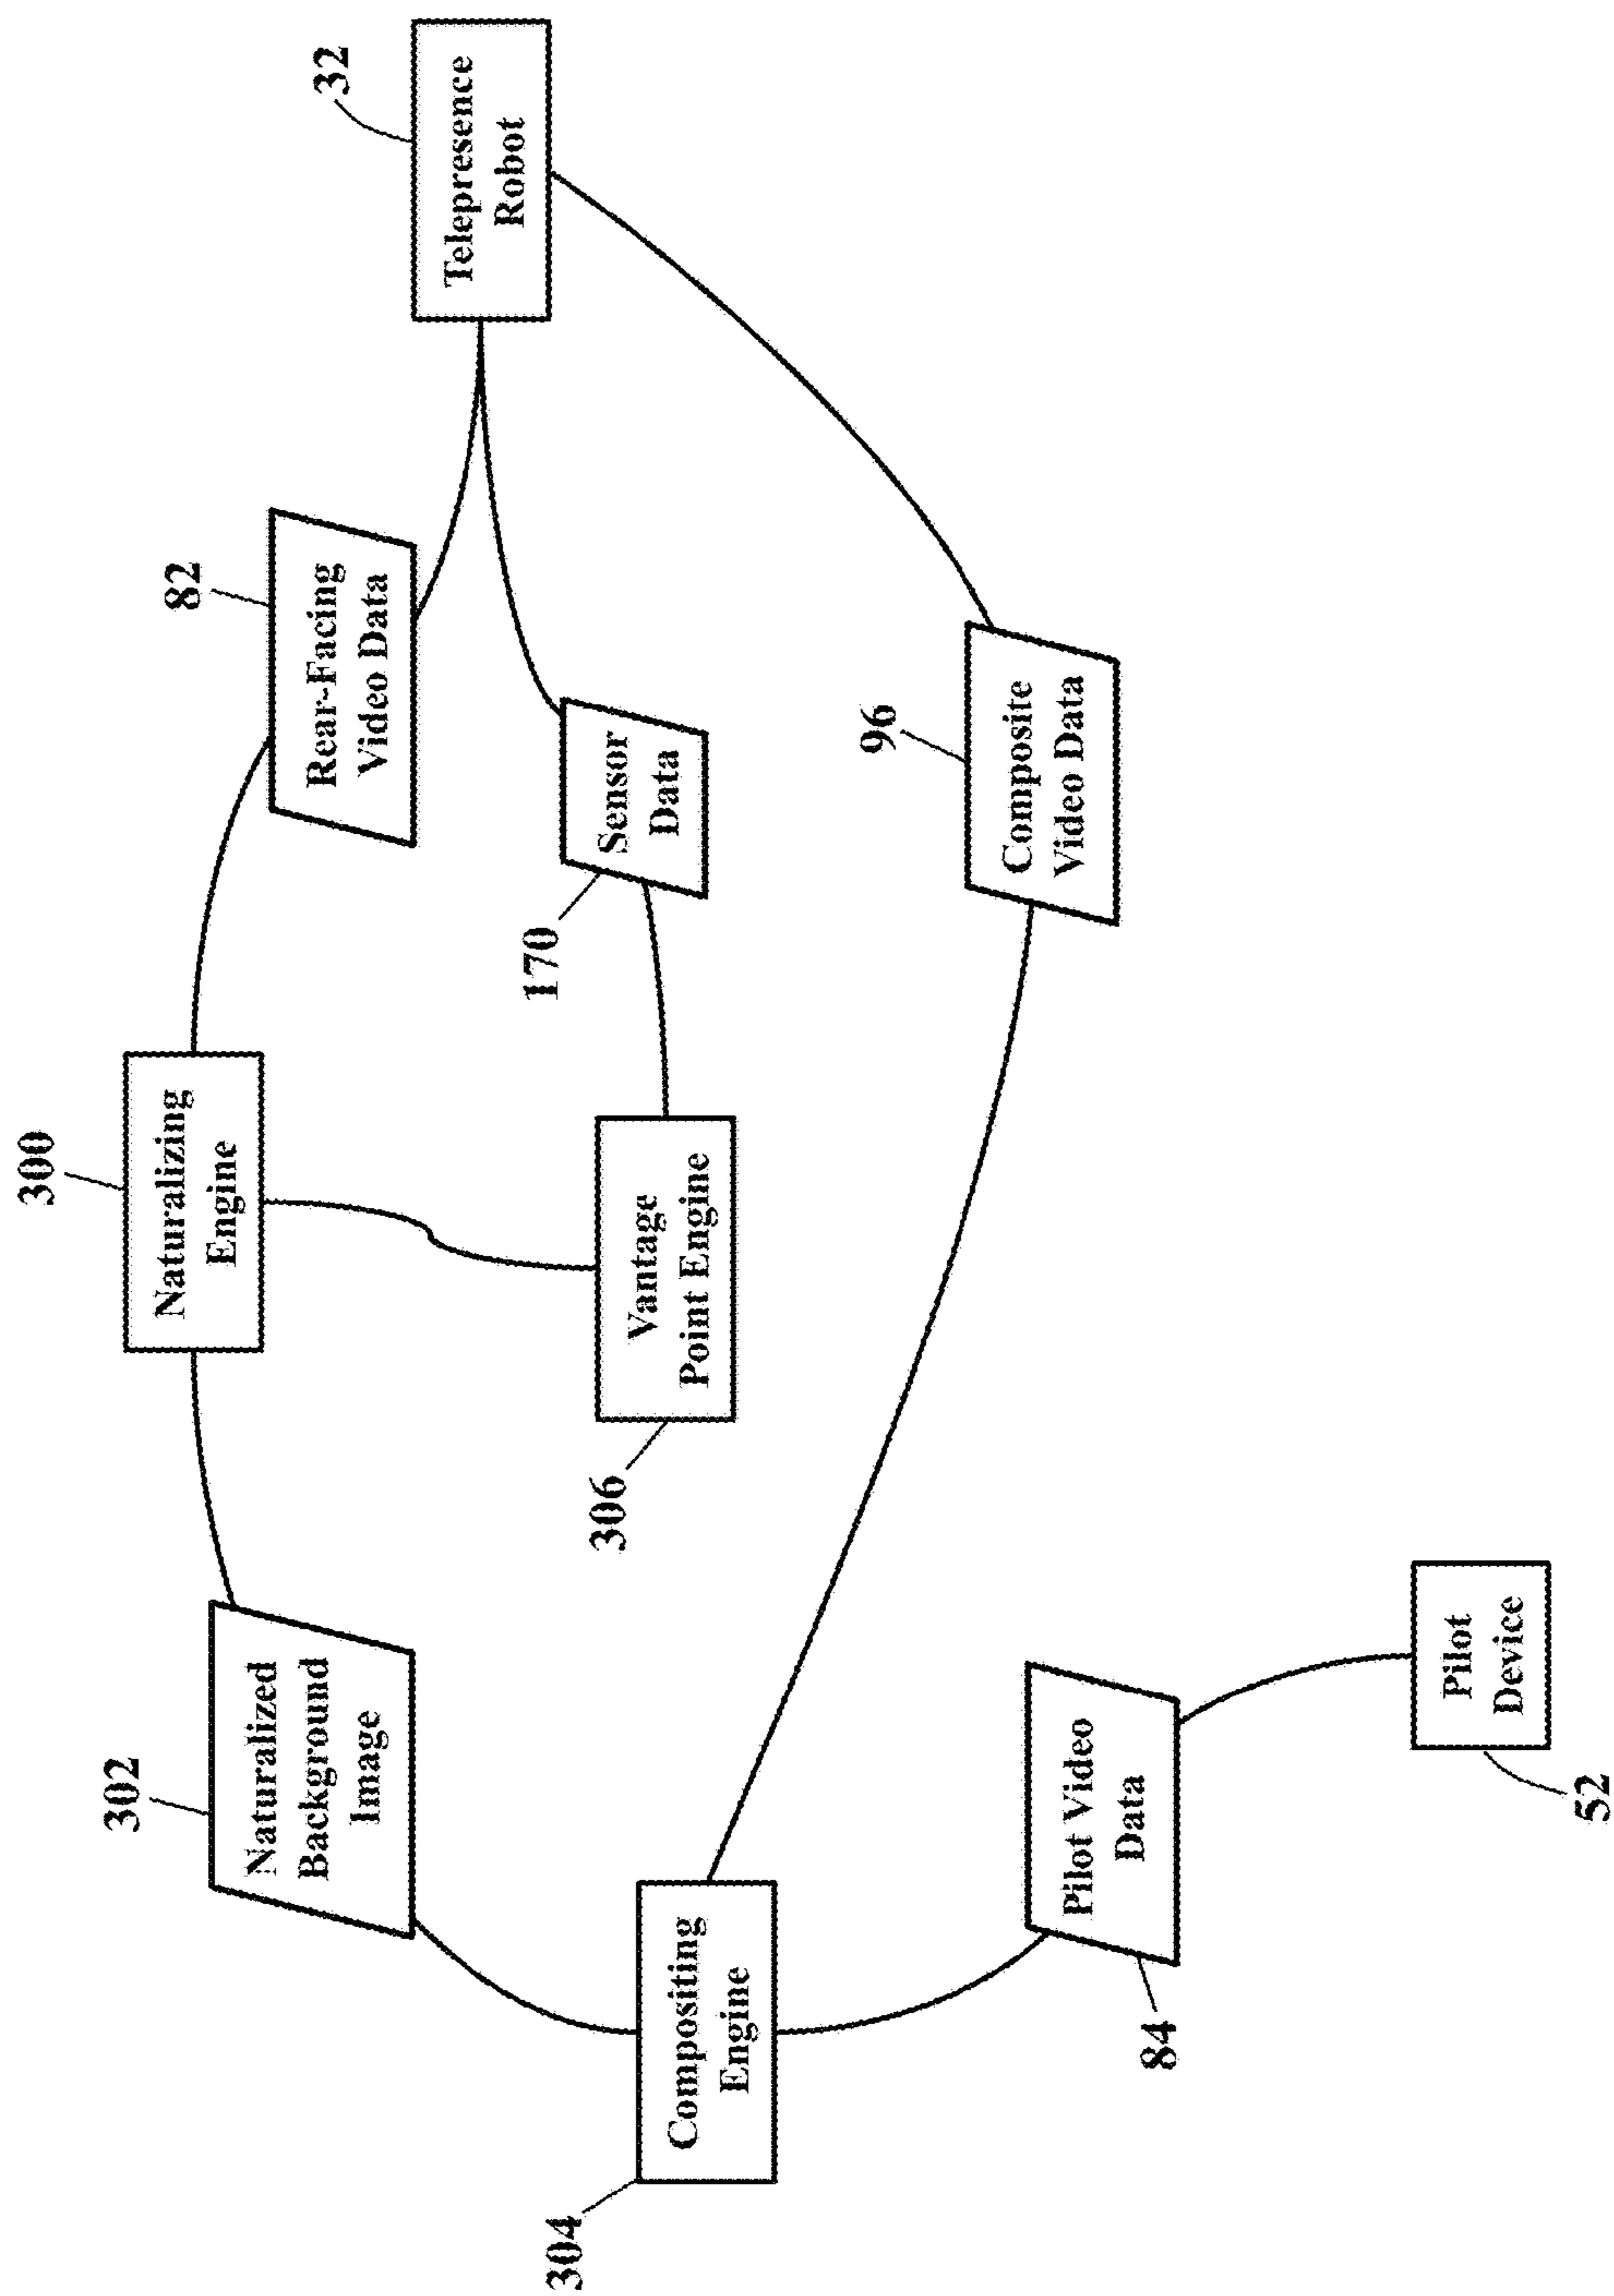 300
302
Naturalizing
Engine
82
Naturalized
Background
Image
Rear-Facing
Video Data
32
Telepresence
Robot
170
304
306
Sensor
Data
Vantage
Point Engine
Compositing
Engine
96
Composite
Video Data
Pilot Video
Data
84
Pilot
Device
52